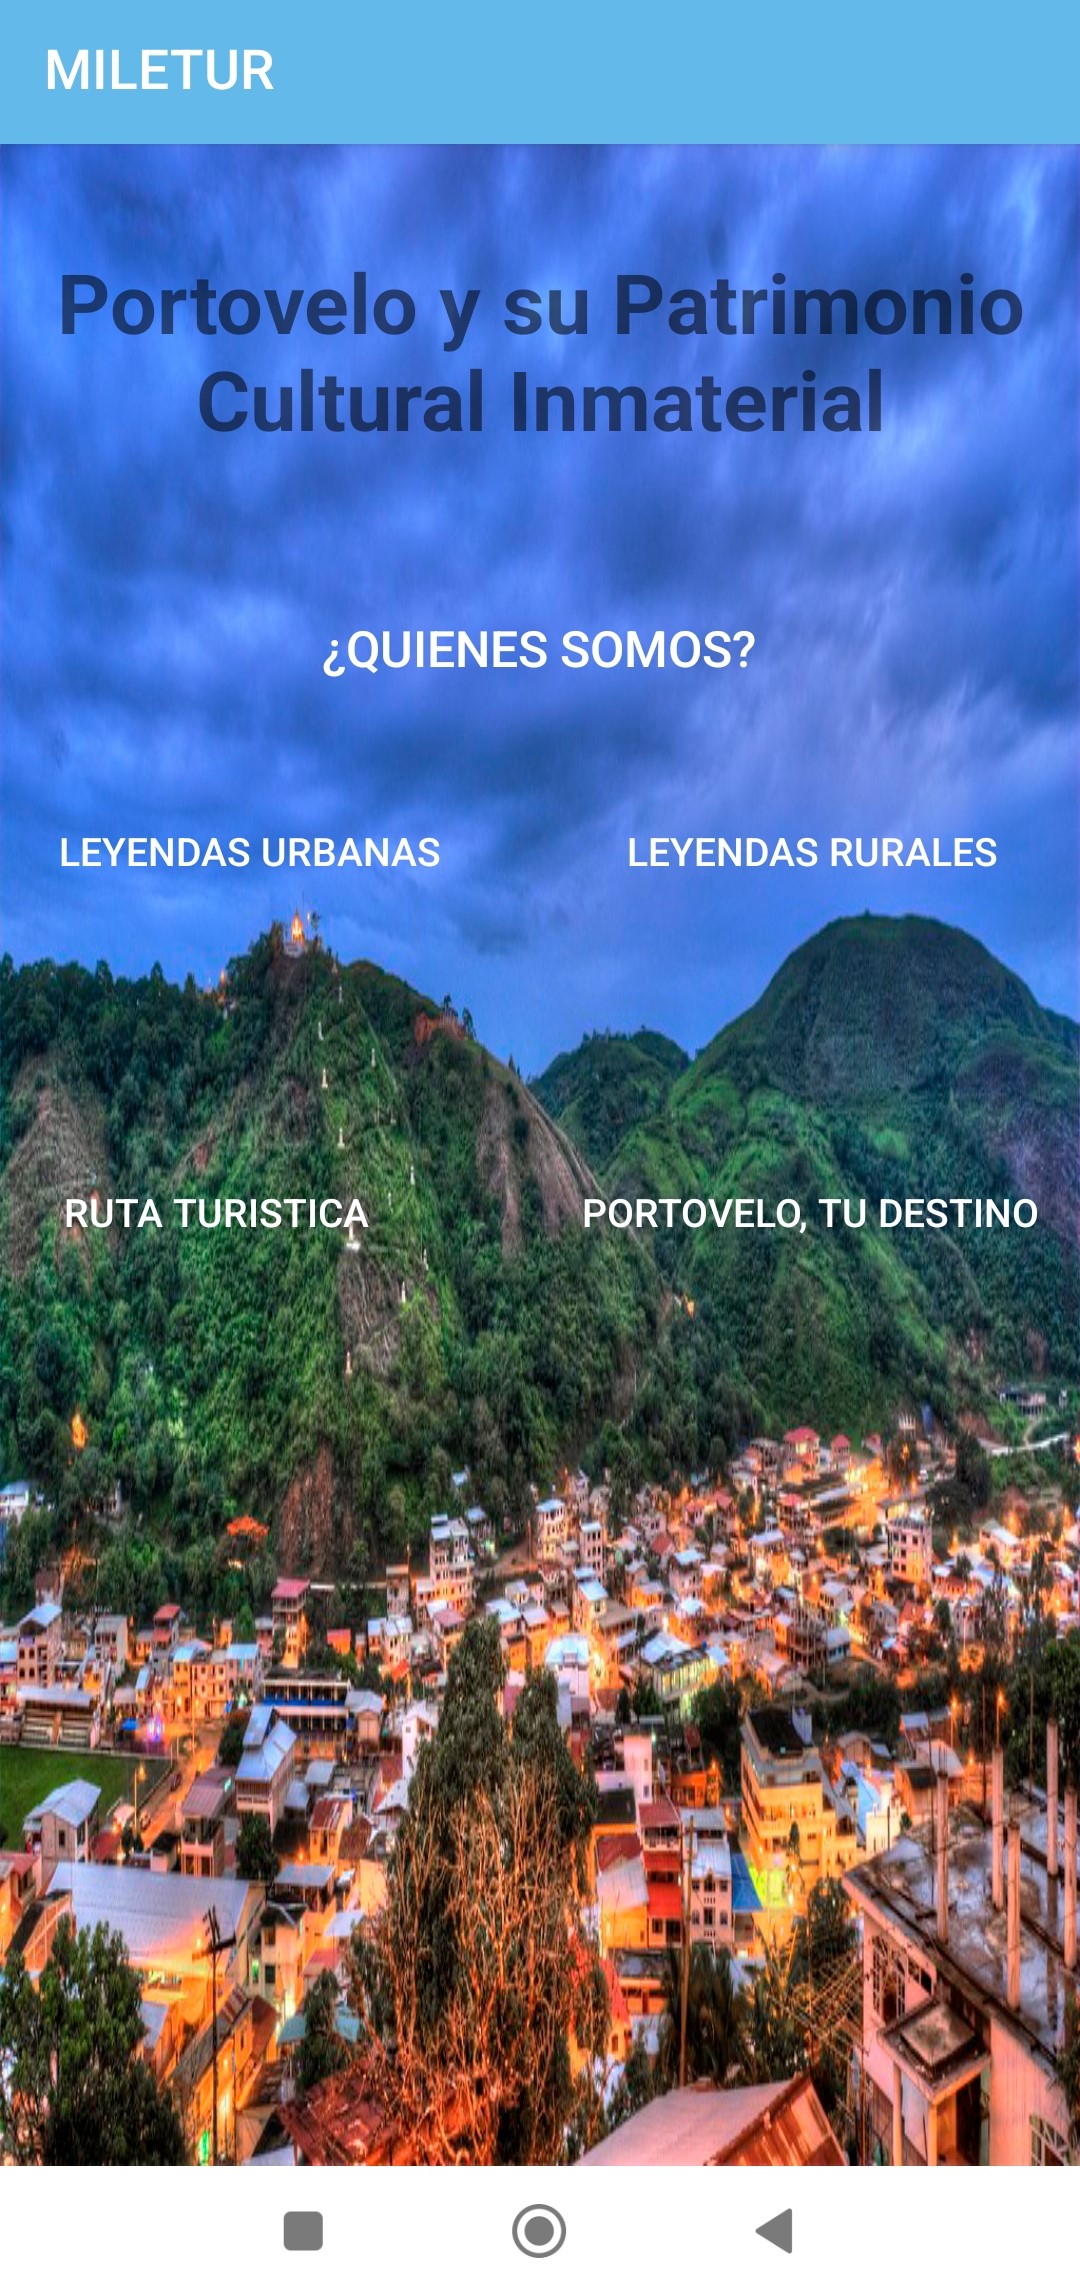 MILETUR
Portovelo y su Patrimonio
Cultural Inmaterial
¿QUIENES SOMOS?
LEYENDAS URBANAS
LEYENDAS RURALES
RUTA TURISTICA
PORTOVELO, TU DESTINO